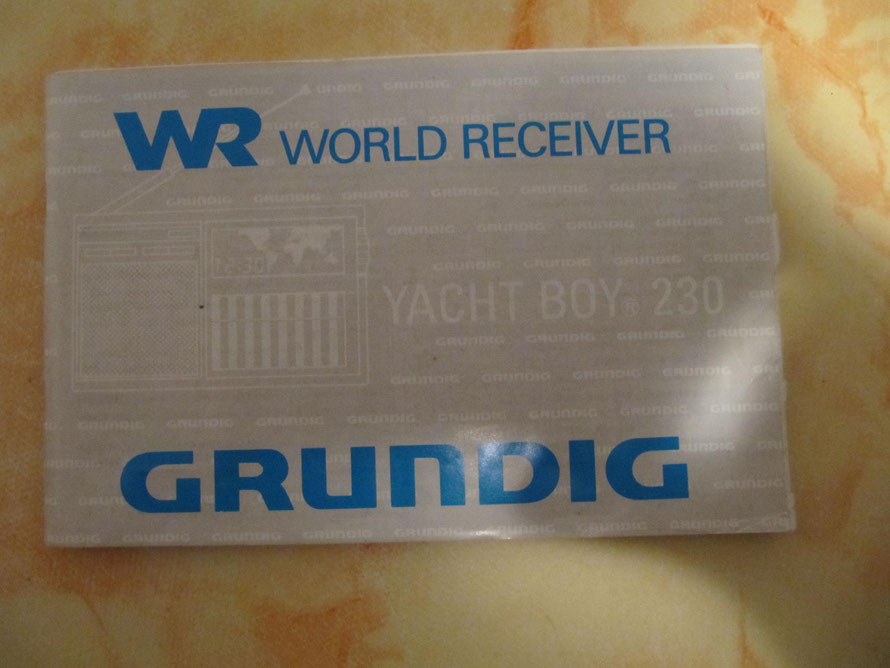 WR WORLD RECEIVER
YACHT BOY® 230
GRUNDIG